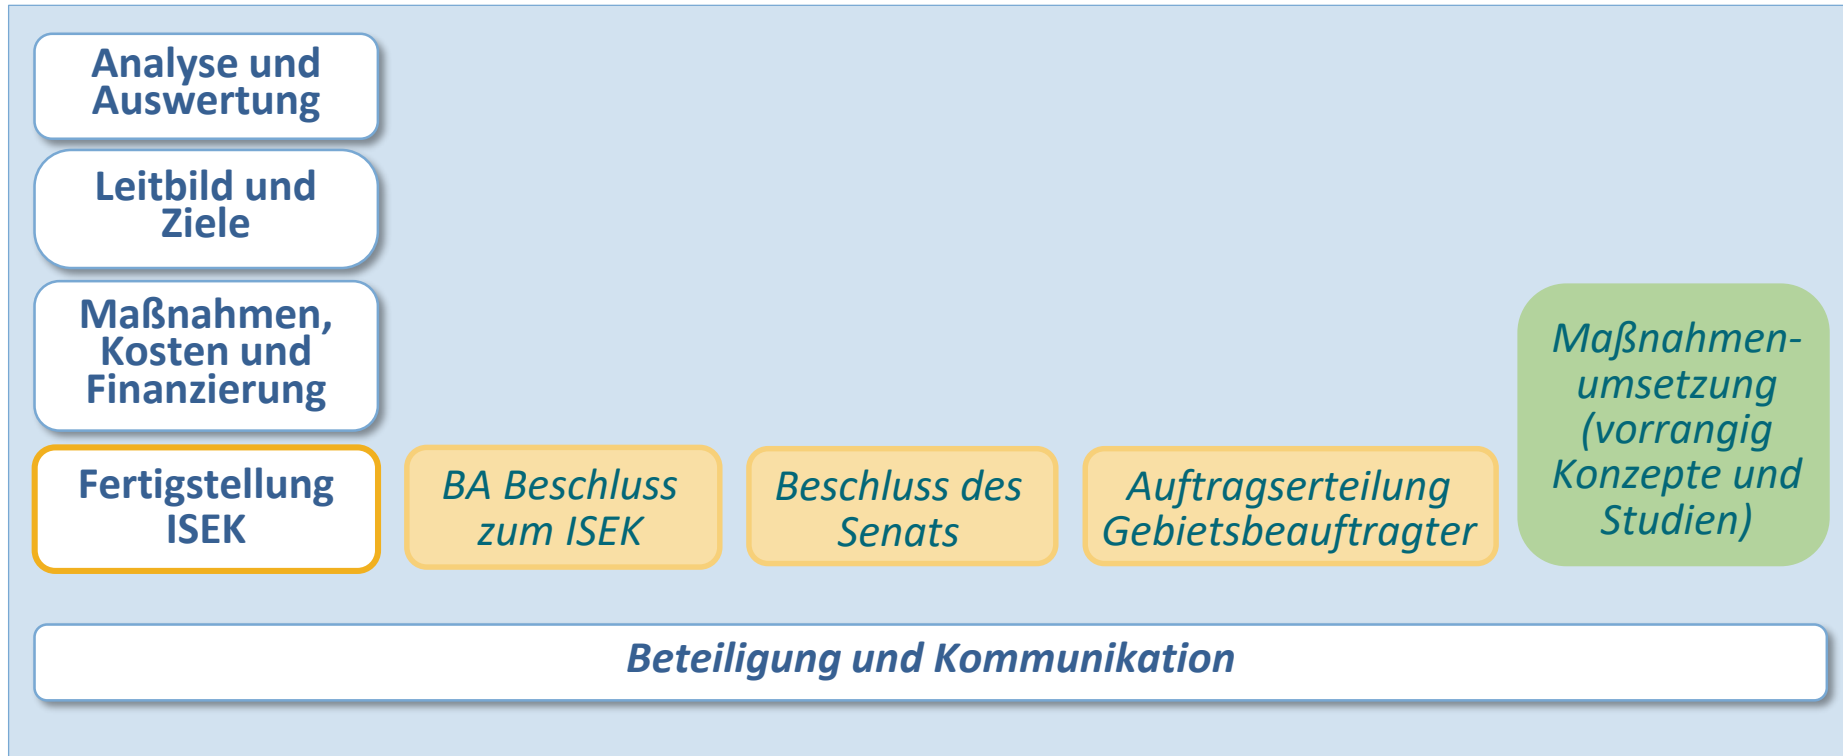 Analyse und
Auswertung
Leitbild und
Ziele
Maßnahmen,
Kosten und
Finanzierung
Fertigstellung
ISEK
BA Beschluss
zum ISEK
Beschluss des
Senats
Auftragserteilung
Gebietsbeauftragter
Maßnahmen-
umsetzung
(vorrangig
Konzepte und
Studien)
Beteiligung und Kommunikation